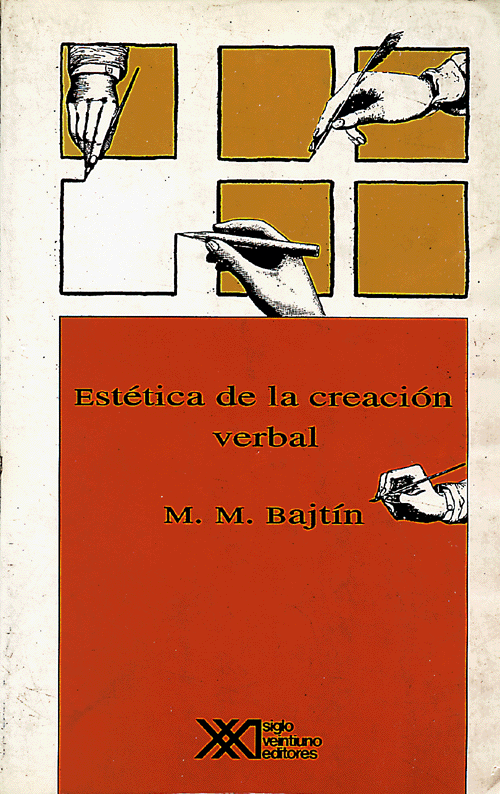 Estética de la creación
verbal
M. M. Bajtín
siglo
veintiuno
editores